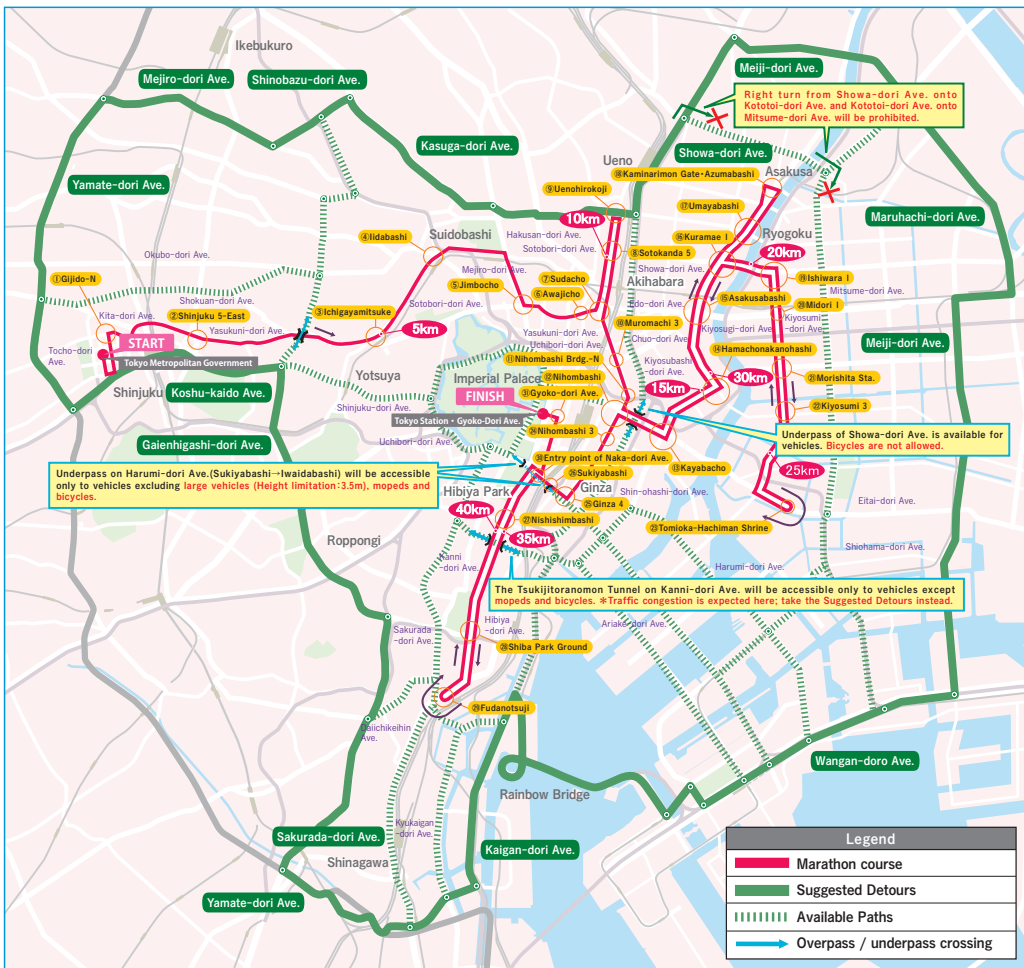 Ikebukuro
Mejiro-dori Ave.
Shinobazu-dori Ave.
Meiji-dori Ave.
Right turn from Showa-dori Ave. onto
Kototoi-dori Ave. and Kototoi-dori Ave. onto
Mitsume-dori Ave. will be prohibited.
Kasuga-dori Ave.
Ueno
Showa-dori Ave.
Asakusa
⑱Kaminarimon Gate・Azumabashi
Yamate-dori Ave.
⑨Uenohirokoji
⑰Umayabashi
Maruhachi-dori Ave.
10km
Hakusan-dori Ave.
Sotobori-dori Ave.
④Iidabashi
Suidobashi
⑯Kuramae I
Ryogoku
Okubo-dori Ave.
⑧Sotokanda 5
20km
Mejiro-dori Ave.
Showa-dori Ave.
①Gijido-N
⑦Sudacho
Akihabara
⑲Ishiwara I
⑤Jimbocho
⑥Awajicho
Mitsume-dori Ave.
Shokuan-dori Ave.
Sotobori-dori Ave.
Edo-dori Ave.
⑮Asakusabashi
⑳Midori I
Kita-dori Ave.
②Shinjuku 5-East
③Ichigayamitsuke
⑩Muromachi 3
Kiyosumi
-dori Ave.
5km
Yasukuni-dori Ave.
Yasukuni-dori Ave.
Kiyosugi-dori Ave.
Chuo-dori Ave.
START
Uchibori-dori Ave.
Meiji-dori Ave.
Tocho-dori
Ave.
Tokyo Metropolitan Government
⑪Nihombashi Brdg.-N
⑭Hamachonakanohashi
Kiyosubashi
-dori Ave.
Yotsuya
Imperial Palace
⑫Nihombashi
30km
㉑Morishita Sta.
Shinjuku
Koshu-kaido Ave.
FINISH
㉛Gyoko-dori Ave.
15km
Shinjuku-dori Ave.
㉒Kiyosumi 3
Tokyo Station・Gyoko-Dori Ave.
㉔Nihombashi 3
Gaienhigashi-dori Ave.
Uchibori-dori Ave.
Underpass of Showa-dori Ave. is available for
vehicles. Bicycles are not allowed.
㉚Entry point of Naka-dori Ave.
⑬Kayabacho
25km
Underpass on Harumi-dori Ave.(Sukiyabashi→Iwaidabashi) will be accessible
only to vehicles excluding large vehicles (Height limitation:3.5m), mopeds and
bicycles.
㉖Sukiyabashi
Ginza
Hibiya Park
Shin-ohashi-dori Ave.
㉕Ginza 4
Eitai-dori Ave.
40km
㉗Nishishimbashi
㉓Tomioka-Hachiman Shrine
Roppongi
35km
Shiohama-dori Ave.
Kanni
-dori Ave.
Harumi-dori Ave.
The Tsukijitoranomon Tunnel on Kanni-dori Ave. will be accessible only to vehicles except
mopeds and bicycles. ＊Traffic congestion is expected here; take the Suggested Detours instead.
Hibiya
-dori Ave.
Ariake-dori Ave.
Sakurada
-dori Ave.
㉘Shiba Park Ground
㉙Fudanotsuji
Daiichikeihin
Ave.
Wangan-doro Ave.
Rainbow Bridge
Kyukaigan
-dori Ave.
Sakurada-dori Ave.
Shinagawa
Kaigan-dori Ave.
Yamate-dori Ave.
Legend
Marathon course
Suggested Detours
Available Paths
Overpass / underpass crossing